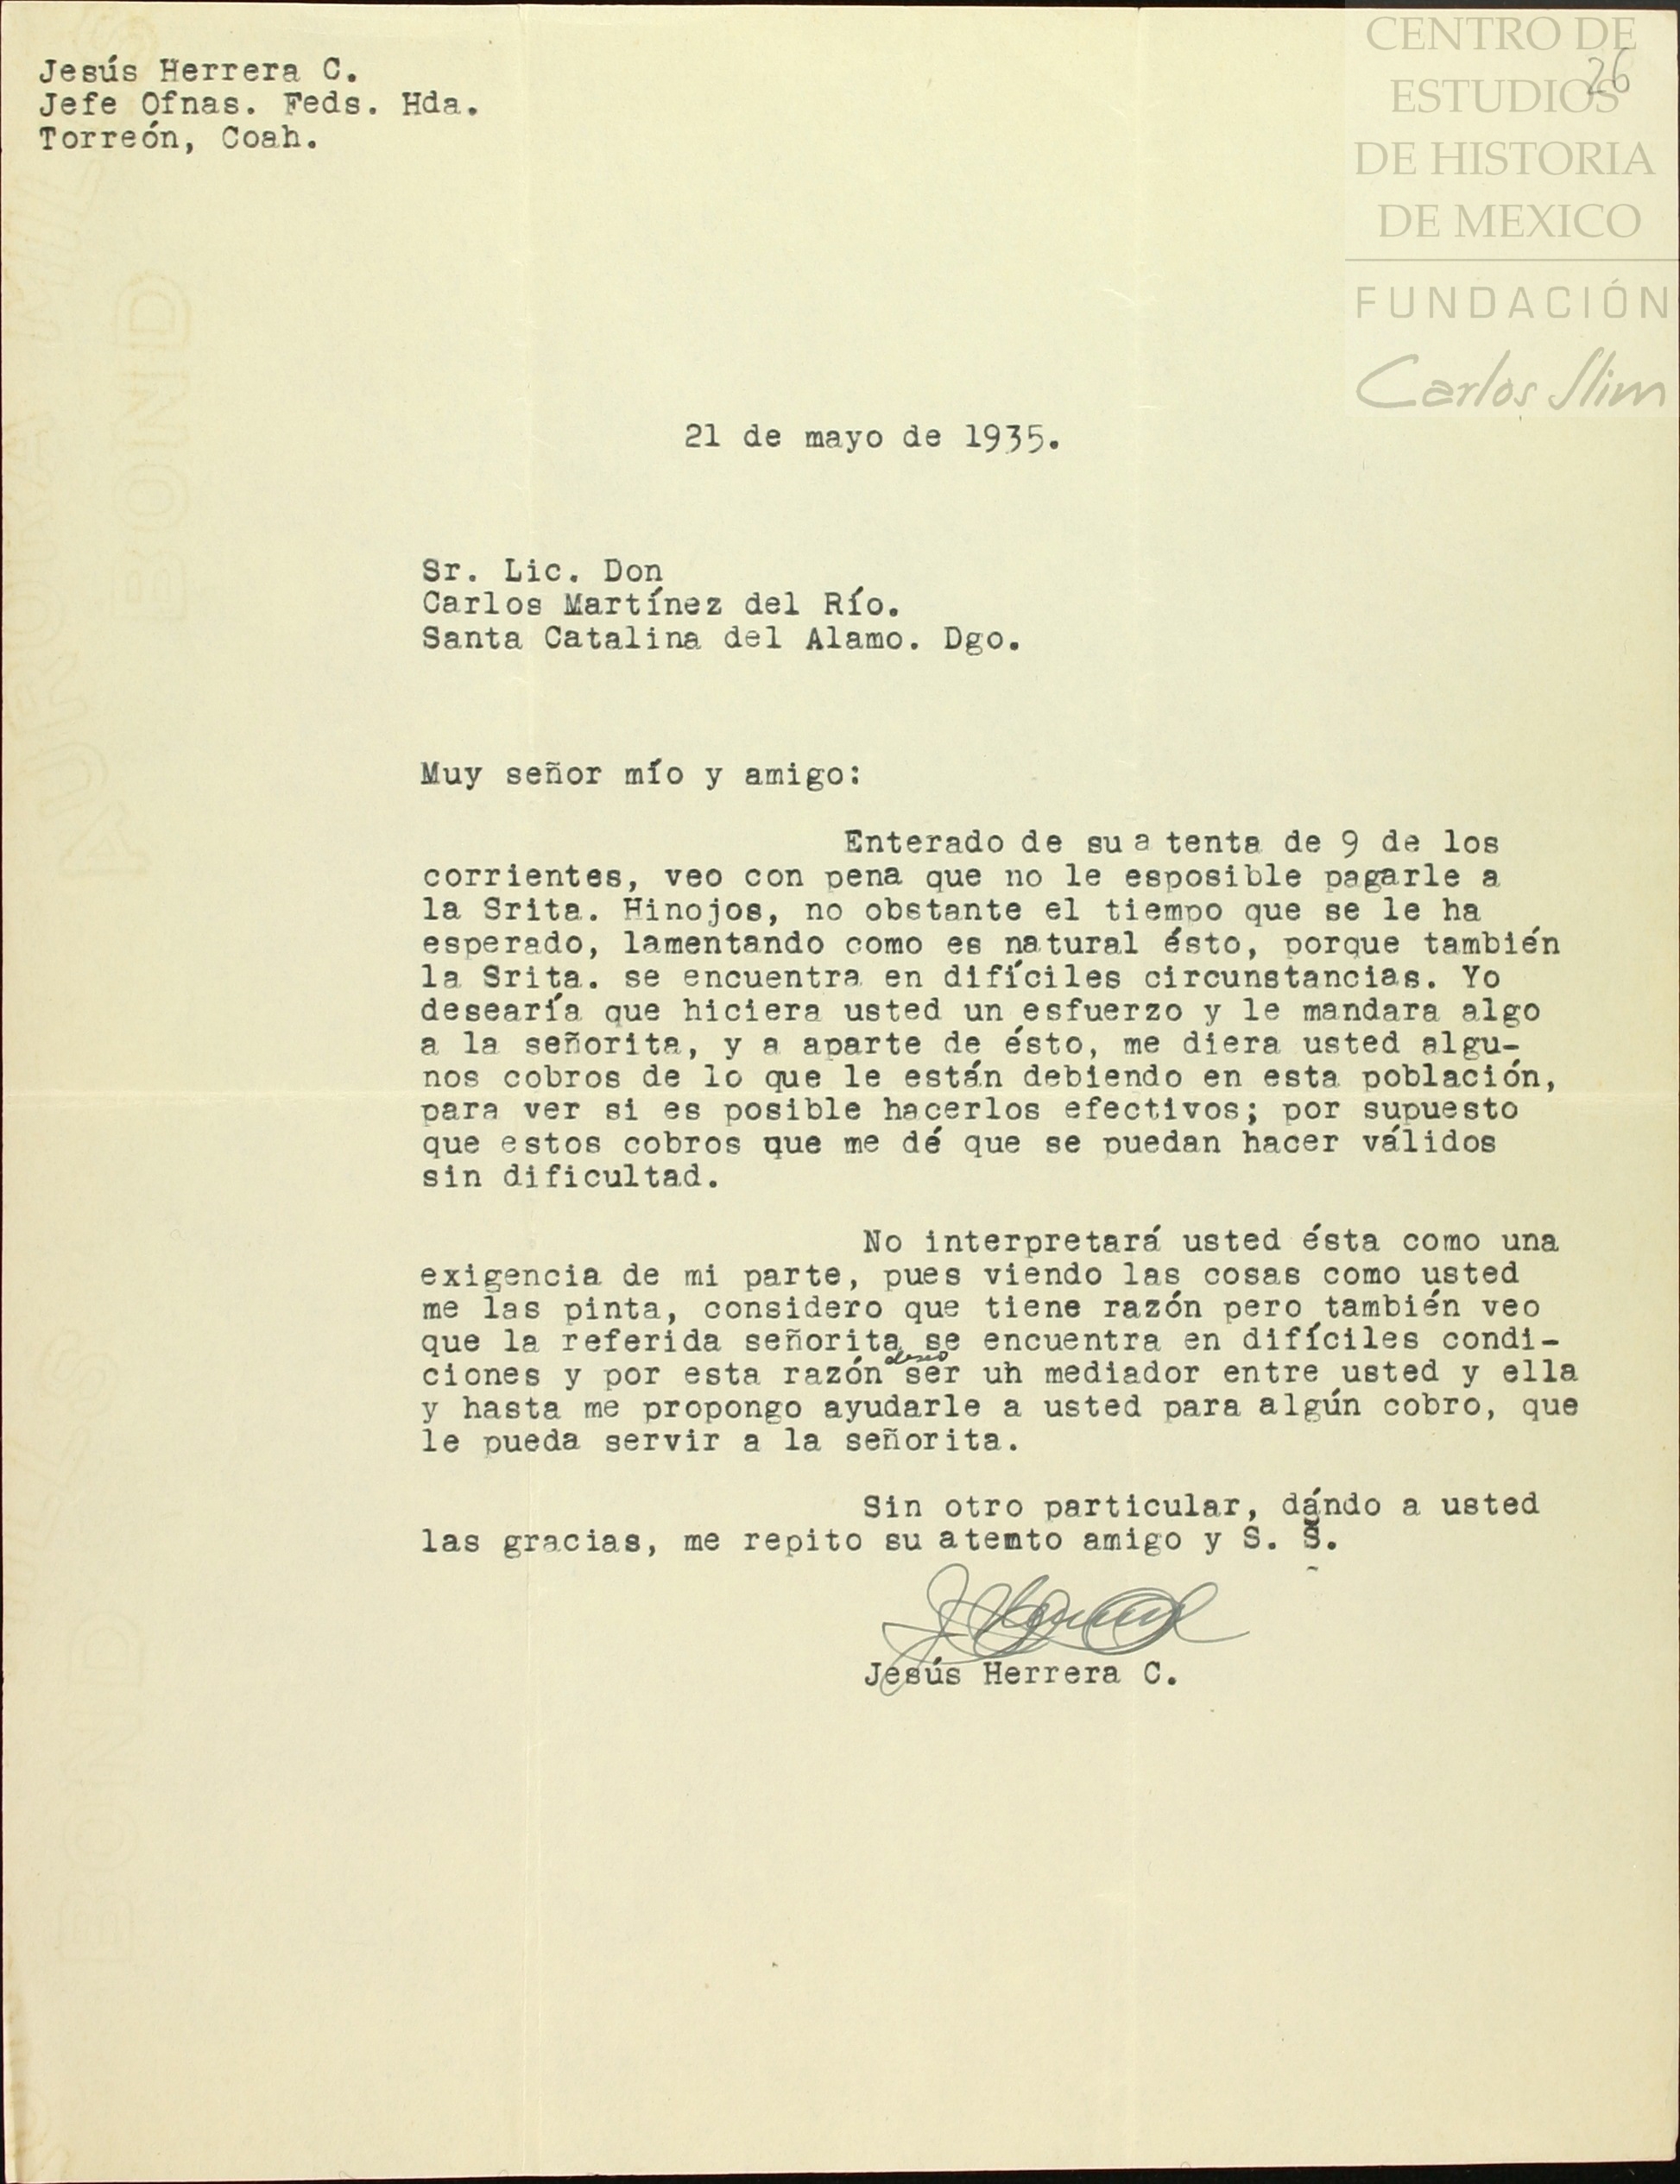 Jesús Herrera C.
Jefe Ofnas. Feds. Hda.
Torreón, Coah.
CENTRO DE
ESTUDIOS
DE HISTORIA
DE MEXICO
FUNDACIÓN
Carlos Slim
26
21 de mayo de 1935.
Sr. Lic. Don
Carlos Martínez del Río.
Santa Catalina del Alamo. Dgo.
Muy señor mío y amigo:
Enterado de su a tenta de 9 de los
corrientes, veo con pena que no le esposible pagarle a
la Srita. Hinojos, no obstante el tiempo que se le ha
esperado, lamentando como es natural ésto, porque también
la Srita. se encuentra en difíciles circunstancias. Yo
desearía que hiciera usted un esfuerzo y le mandara algo
a la señorita, y a aparte de ésto, me diera usted algu-
nos cobros de lo que le están debiendo en esta población,
para ver si es posible hacerlos efectivos; por supuesto
que estos cobros que me dé que se puedan hacer válidos
sin dificultad.
No interpretará usted ésta como una
exigencia de mi parte, pues viendo las cosas como usted
me las pinta, considero que tiene razón pero también veo
que la referida señorita se encuentra en difíciles condi-
ciones y por esta razón deseo ser un mediador entre usted y ella
y hasta me propongo ayudarle a usted para algún cobro, que
le pueda servir a la señorita.
Sin otro particular, dándo a usted
las gracias, me repito su atemto amigo y S. S.
Jesús Herrera C.
AURORA MILLS
BOND
BOND